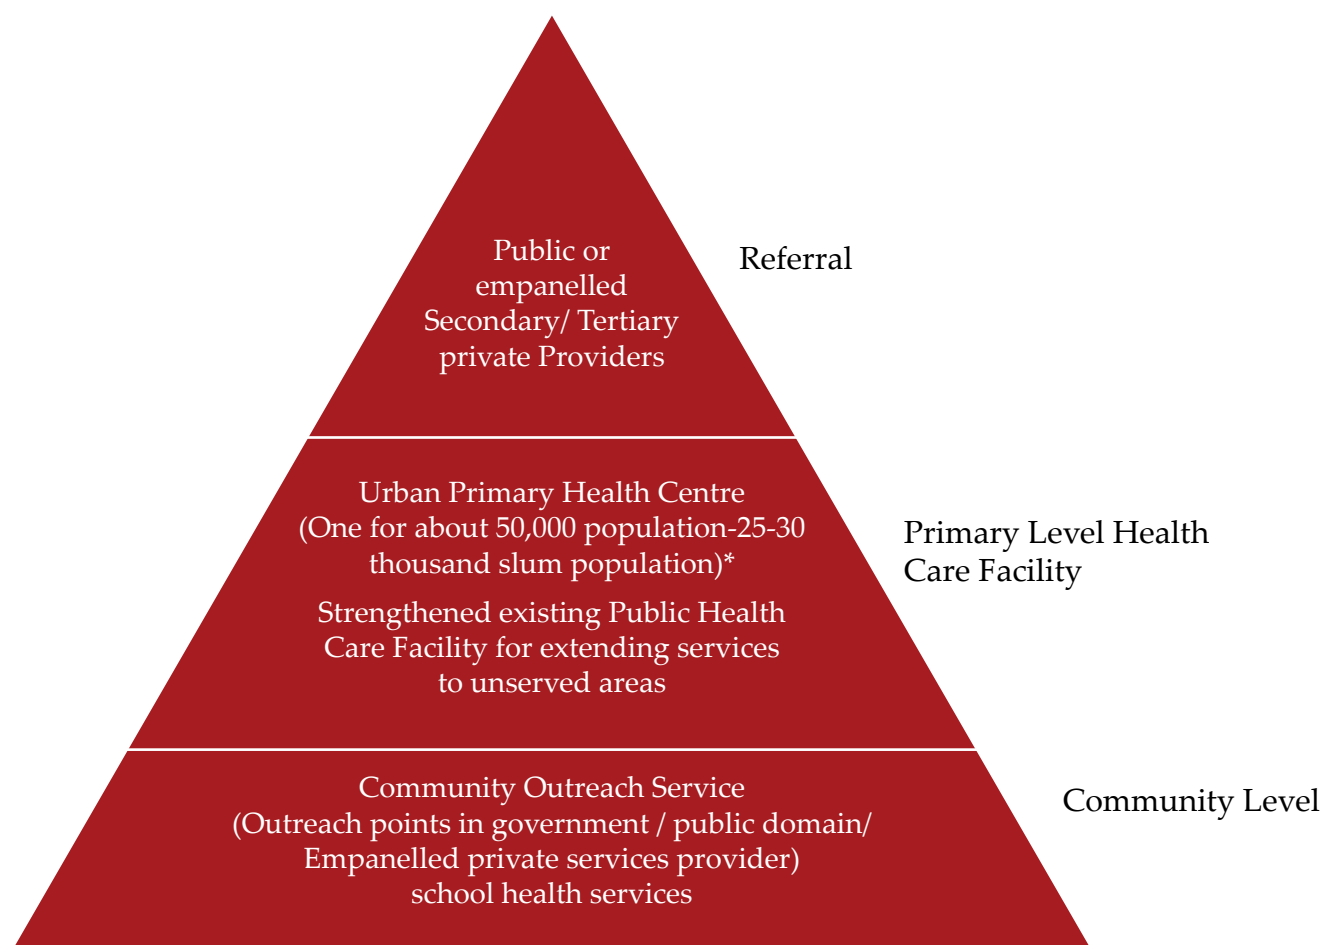 Public or
empanelled
Secondary/ Tertiary
private Providers
Referral
Urban Primary Health Centre
(One for about 50,000 population-25-30
thousand slum population)*
Strengthened existing Public Health
Care Facility for extending services
to unserved areas
Primary Level Health
Care Facility
Community Outreach Service
(Outreach points in government / public domain/
Empanelled private services provider)
school health services
Community Level